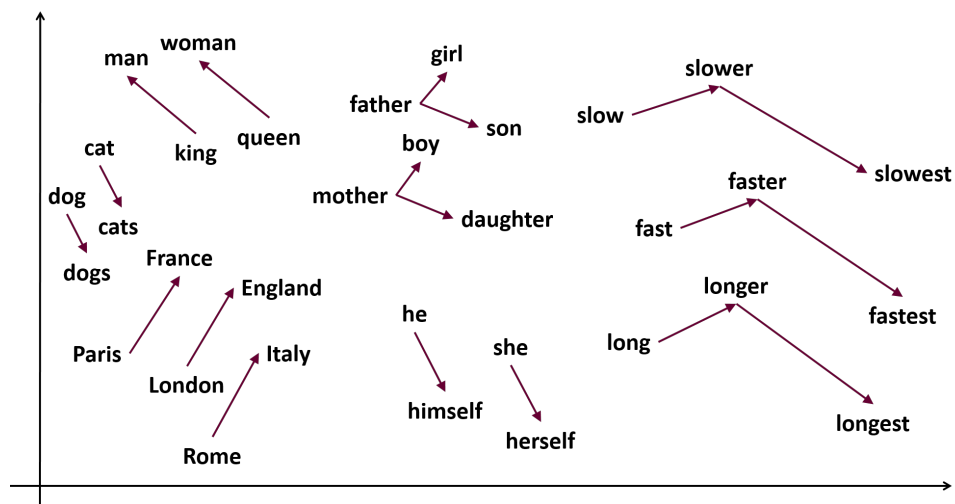 man
woman
king
queen
cat
dog
cats
dogs
France
England
Paris
London
Italy
Rome
girl
father
son
boy
mother
daughter
he
she
himself
herself
slower
slow
slowest
faster
fast
fastest
longer
long
longest